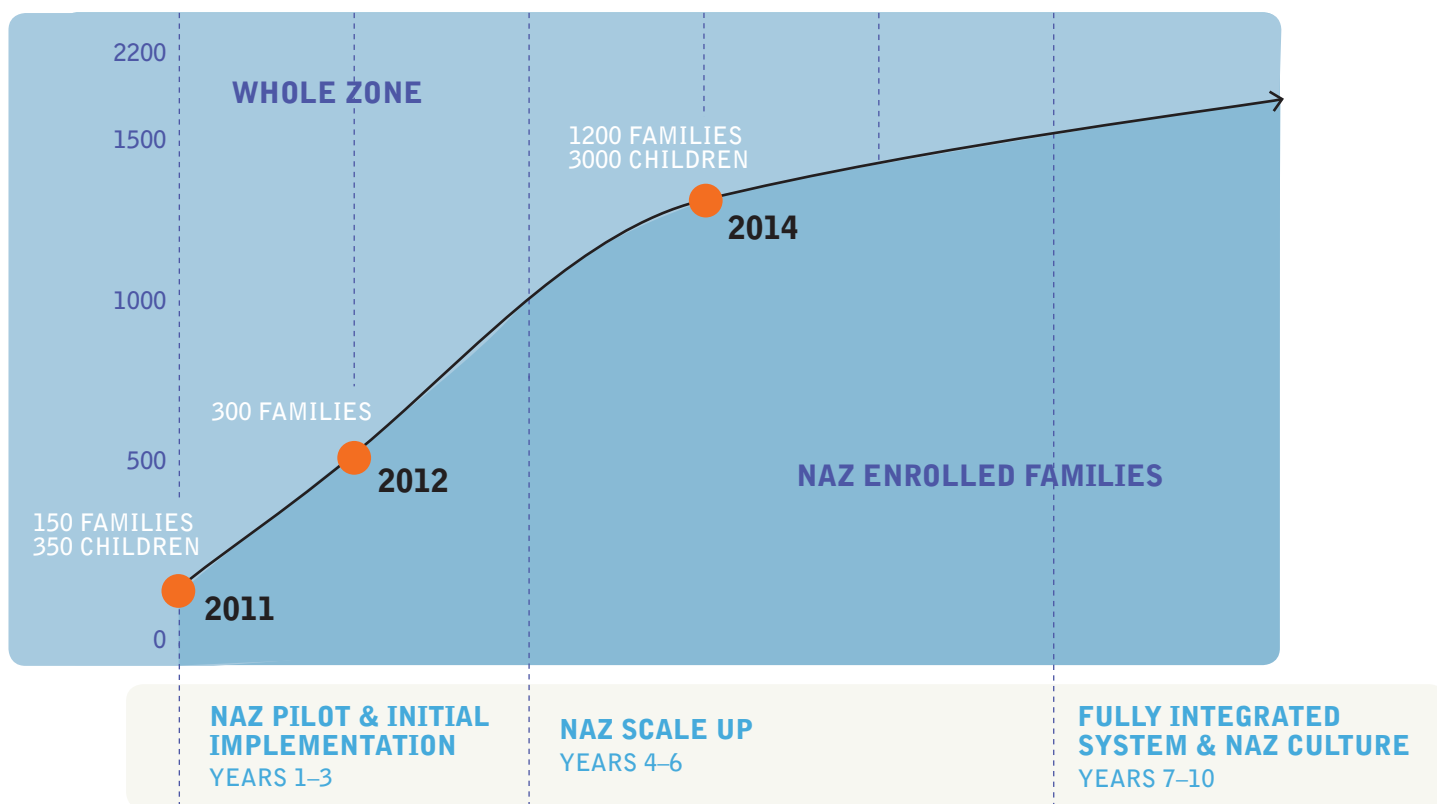 2200
WHOLE ZONE
1500
1200 FAMILIES
3000 CHILDREN
2014
1000
300 FAMILIES
500
2012
NAZ ENROLLED FAMILIES
150 FAMILIES
350 CHILDREN
2011
0
NAZ PILOT & INITIAL
IMPLEMENTATION
YEARS 1–3
NAZ SCALE UP
YEARS 4–6
FULLY INTEGRATED
SYSTEM & NAZ CULTURE
YEARS 7–10